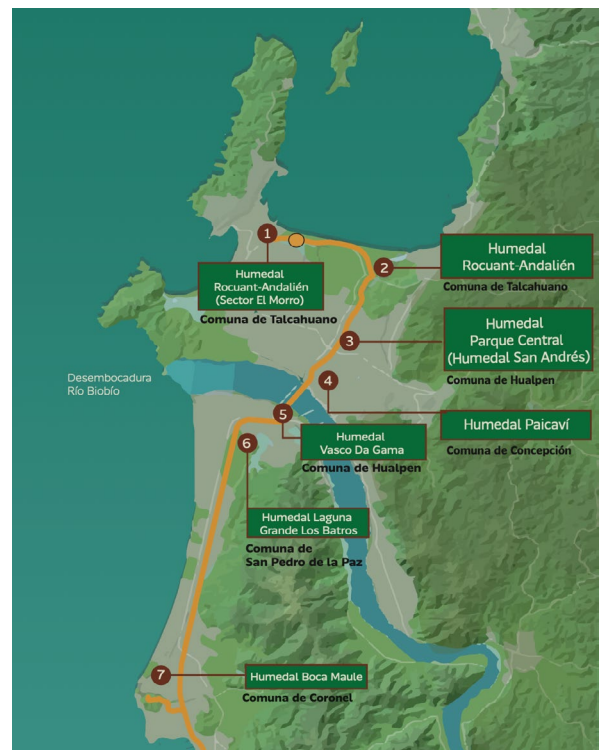 1
Humedal
Rocuant-Andalién
(Sector El Morro)
Comuna de Talcahuano
2
Humedal
Rocuant-Andalién
Comuna de Talcahuano
3
Humedal
Parque Central
(Humedal San Andrés)
Comuna de Hualpen
Desembocadura
Río Biobío
4
Humedal Paicaví
Comuna de Concepción
5
Humedal
Vasco Da Gama
Comuna de Hualpen
6
Humedal Laguna
Grande Los Batros
Comuna de
San Pedro de la Paz
7
Humedal Boca Maule
Comuna de Coronel